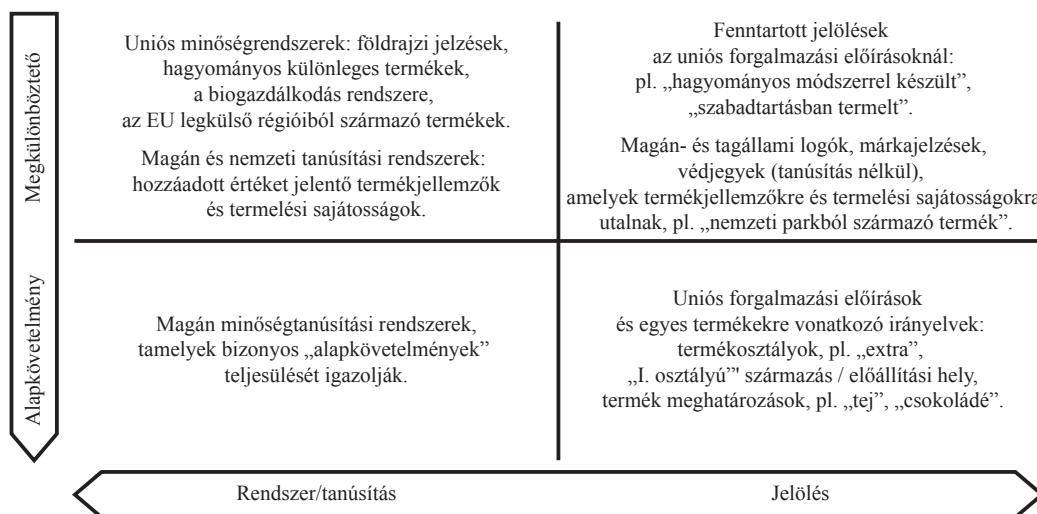 Megkülönböztető
Uniós minőségrendszerek: földrajzi jelzések,
hagyományos különleges termékek,
a biogazdálkodás rendszere,
az EU legkülső régióiból származó termékek.
Magán és nemzeti tanúsítási rendszerek:
hozzáadott értéket jelentő termékjellemzők
és termelési sajátosságok.
Fenntartott jelölések
az uniós forgalmazási előírásoknál:
pl. „hagyományos módszerrel készült”,
„szabadtartásban termelt”.
Magán- és tagállami logók, márkajelzések,
védjegyek (tanúsítás nélkül),
amelyek termékjellemzőkre és termelési sajátosságokra
utalnak, pl. „nemzeti parkból származó termék”.
Alapkövetelmény
Magán minőségtanúsítási rendszerek,
tamelyek bizonyos „alapkövetelmények”
teljesülését igazolják.
Uniós forgalmazási előírások
és egyes termékekre vonatkozó irányelvek:
termékosztályok, pl. „extra”,
„I. osztályú”' származás / előállítási hely,
termék meghatározások, pl. „tej”, „csokoládé”.
Rendszer/tanúsítás
Jelölés